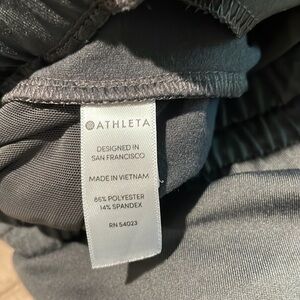 ATHLETA
DESIGNED IN
SAN FRANCISCO
MADE IN VIETNAM
86% POLYESTER
14% SPANDEX
RN 54023